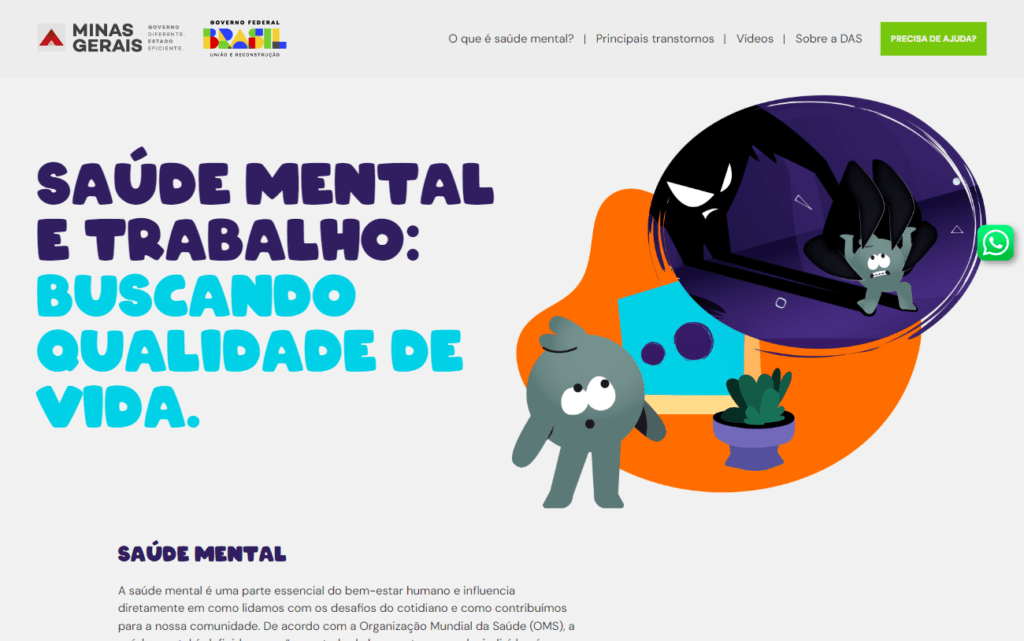 MINAS GERAIS
GOVERNO
DIFERENTE.
ESTADO
EFICIENTE.
GOVERNO FEDERAL
BRASIL
UNIÃO E RECONSTRUÇÃO
O que é saúde mental? | Principais transtornos | Vídeos | Sobre a DAS
PRECISA DE AJUDA?
SAÚDE MENTAL
E TRABALHO:
BUSCANDO
QUALIDADE DE
VIDA.
SAÚDE MENTAL
A saúde mental é uma parte essencial do bem-estar humano e influencia
diretamente em como lidamos com os desafios do cotidiano e como contribuímos
para a nossa comunidade. De acordo com a Organização Mundial da Saúde (OMS), a